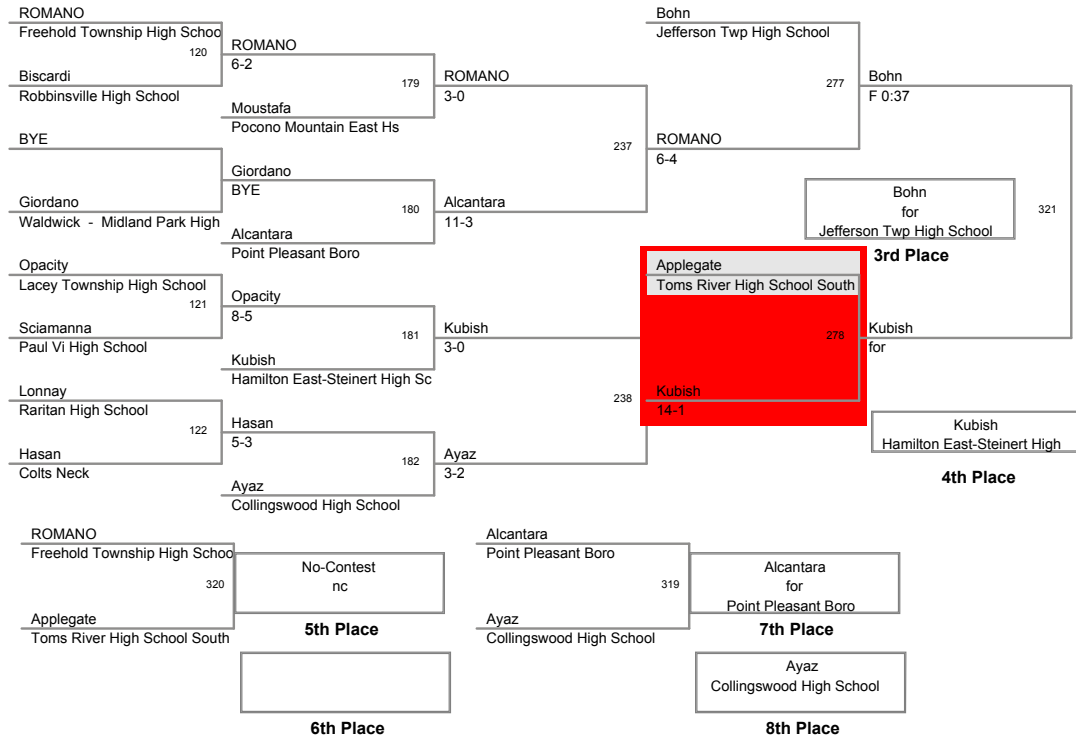 ROMANO
Freehold Township High Schoo
120
Biscardi
Robbinsville High School
BYE
Giordano
Waldwick - Midland Park High
Opacity
Lacey Township High School
121
Sciamanna
Paul Vi High School
Lonnay
Raritan High School
122
Hasan
Colts Neck
ROMANO
6-2
179
Moustafa
Pocono Mountain East Hs
Giordano
BYE
180
Alcantara
Point Pleasant Boro
Opacity
8-5
181
Kubish
Hamilton East-Steinert High Sc
Hasan
5-3
182
Ayaz
Collingswood High School
ROMANO
3-0
237
Alcantara
11-3
Kubish
3-0
238
Ayaz
3-2
Bohn
Jefferson Twp High School
277
ROMANO
6-4
Applegate
Toms River High School South
278
Kubish
14-1
Bohn
F 0:37
321
Kubish
for
Bohn
for
Jefferson Twp High School
3rd Place
Kubish
Hamilton East-Steinert High
4th Place
ROMANO
Freehold Township High Schoo
320
Applegate
Toms River High School South
No-Contest
nc
5th Place
6th Place
Alcantara
Point Pleasant Boro
319
Ayaz
Collingswood High School
Alcantara
for
Point Pleasant Boro
7th Place
Ayaz
Collingswood High School
8th Place